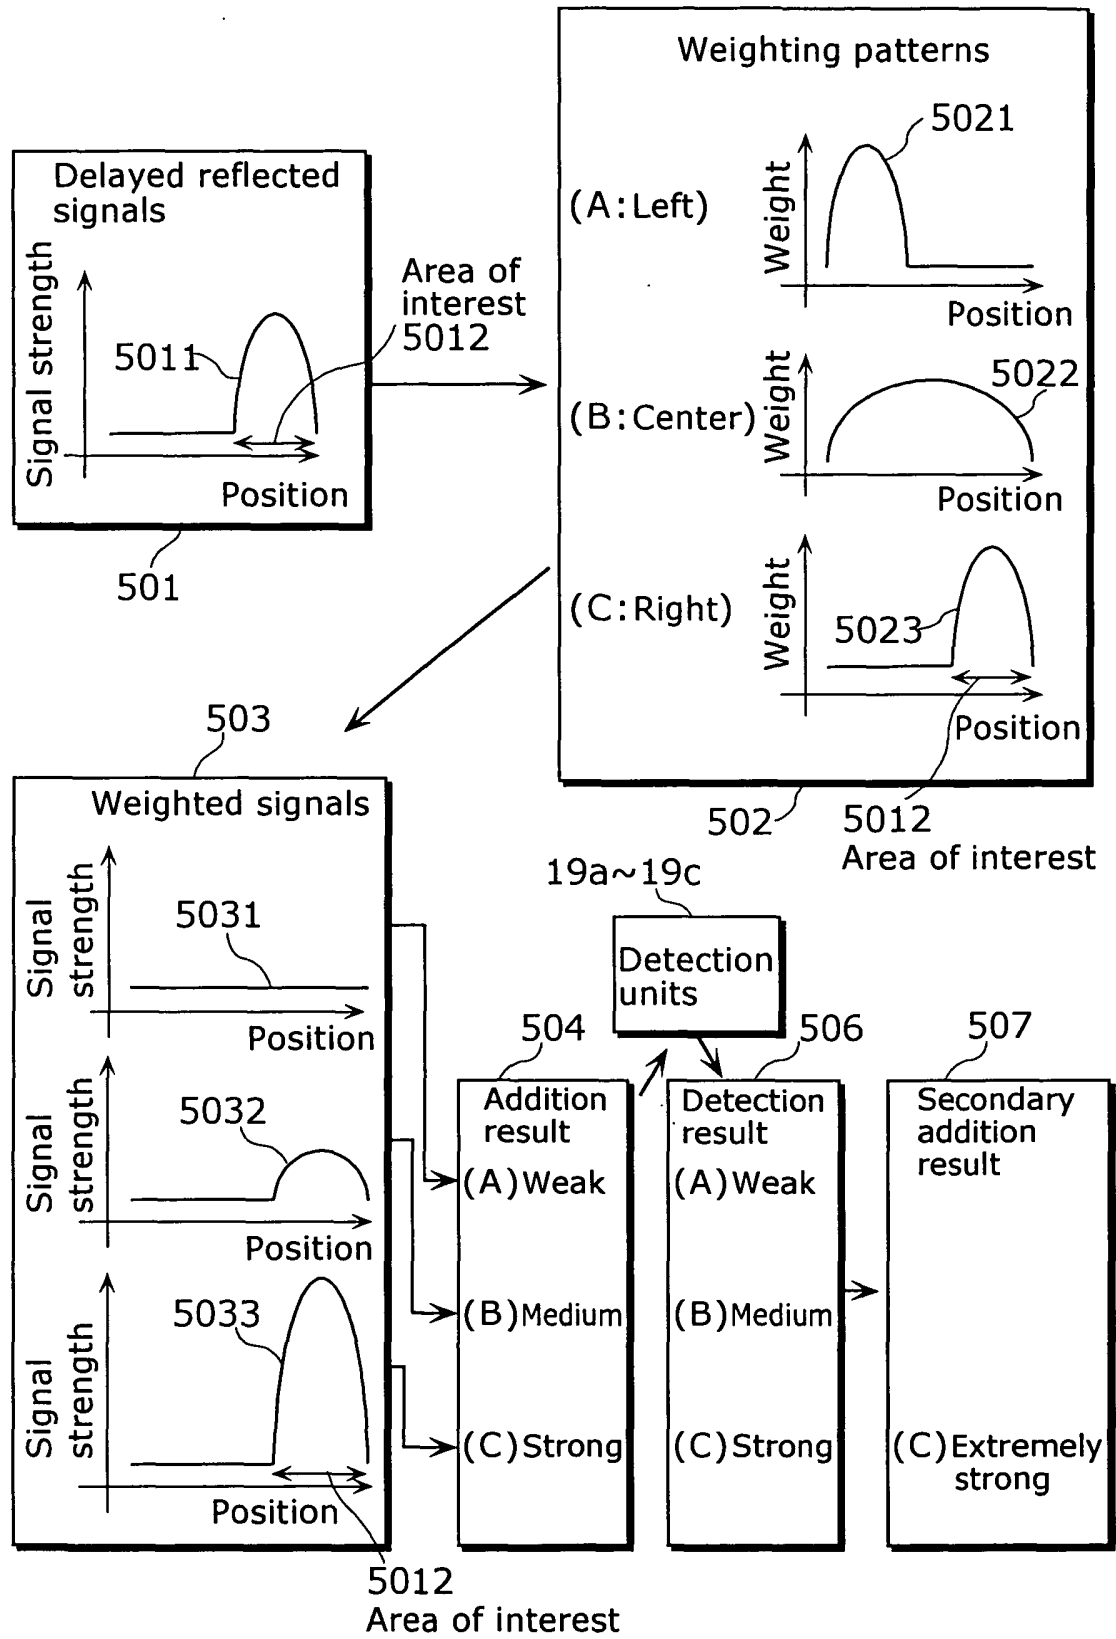 Delayed reflected
signals
Signal strength
5011
Position
Area of
interest
5012
501
Weighting patterns
(A:Left)
Weight
5021
Position
(B:Center)
Weight
5022
Position
(C:Right)
Weight
5023
Position
502
5012
Area of interest
503
Weighted signals
Signal
strength
5031
Position
Signal
strength
5032
Position
Signal
strength
5033
Position
5012
Area of interest
19a~19c
Detection
units
504
Addition
result
(A)Weak
(B)Medium
(C)Strong
506
Detection
result
(A)Weak
(B)Medium
(C)Strong
507
Secondary
addition
result
(C)Extremely
strong